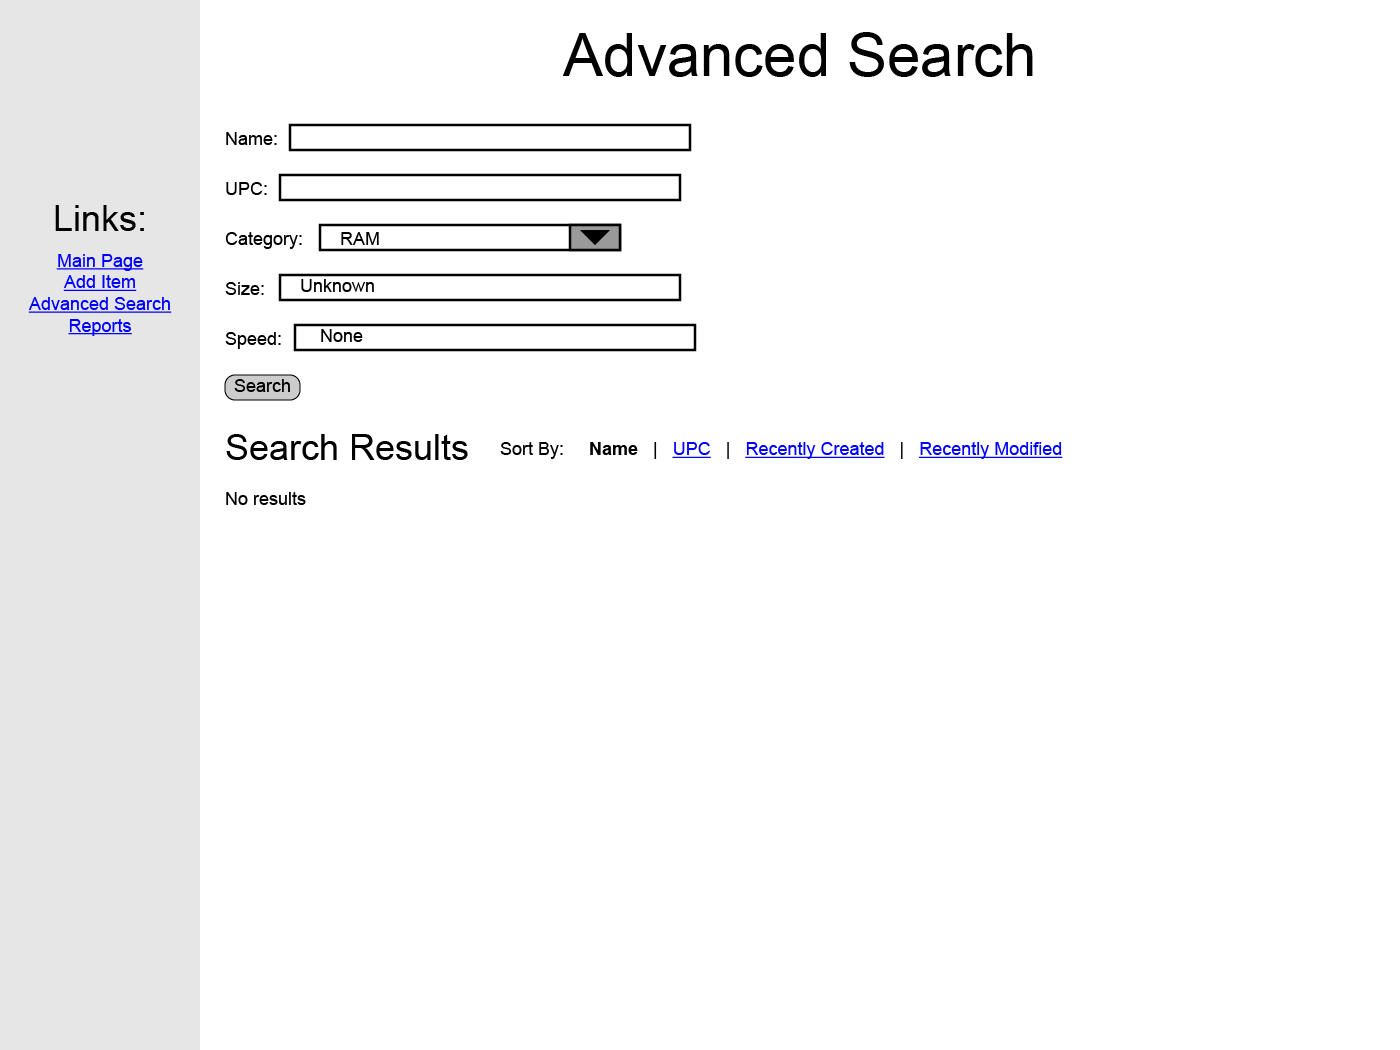 Advanced Search
Name:
UPC:
Links:
Category: RAM
Main Page
Add Item
Size: Unknown
Advanced Search
Reports
Speed: None
Search
Search Results Sort By: Name | UPC | Recently Created | Recently Modified
No results